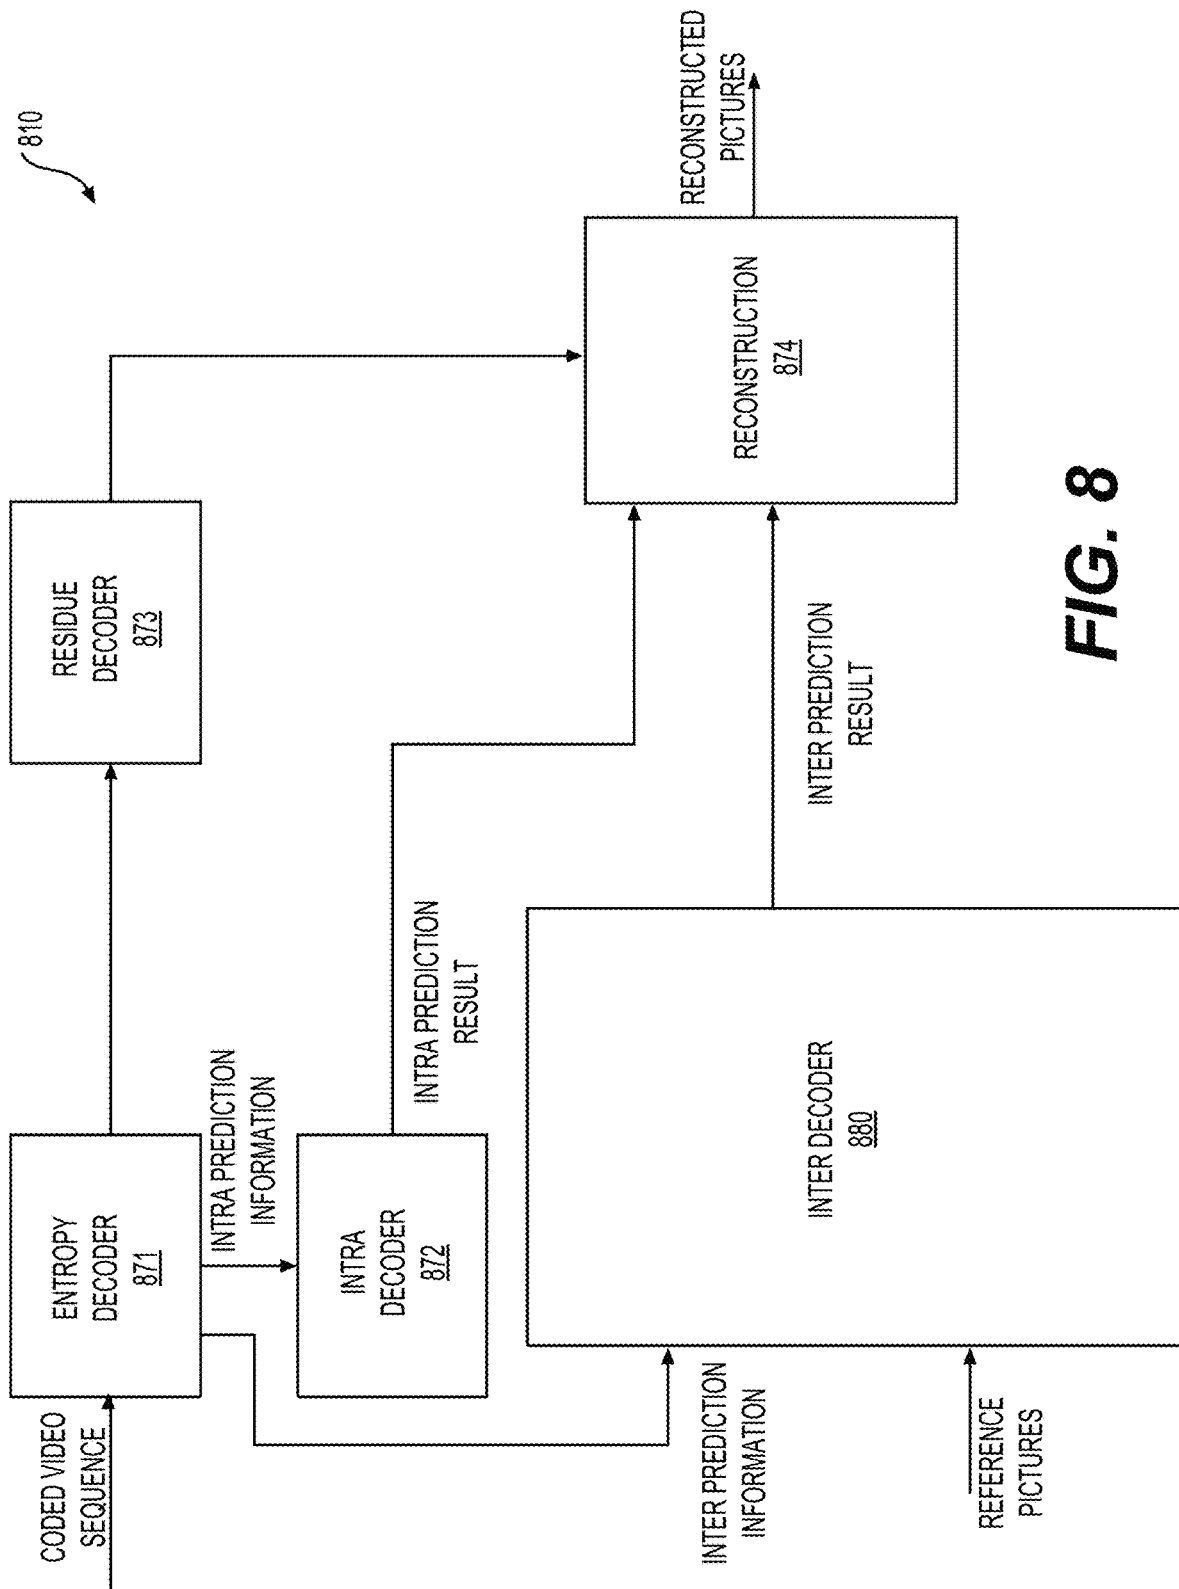 810
CODED VIDEO
SEQUENCE
ENTROPY
DECODER
871
RESIDUE
DECODER
873
INTRA PREDICTION
INFORMATION
INTRA
DECODER
872
INTRA PREDICTION
RESULT
INTER PREDICTION
INFORMATION
REFERENCE
PICTURES
INTER DECODER
880
INTER PREDICTION
RESULT
RECONSTRUCTION
874
RECONSTRUCTED
PICTURES
FIG. 8